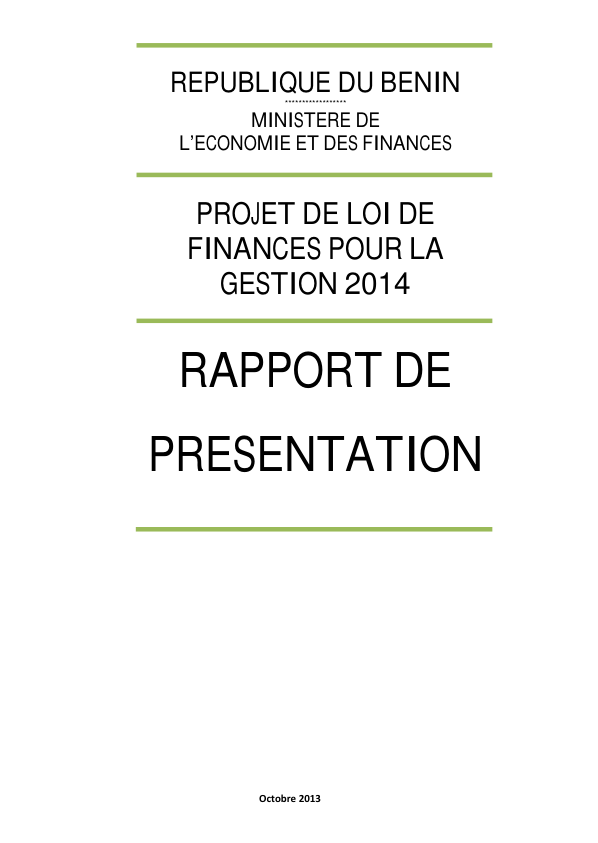 REPUBLIQUE DU BENIN
******************
MINISTERE DE
L'ECONOMIE ET DES FINANCES
PROJET DE LOI DE
FINANCES POUR LA
GESTION 2014
RAPPORT DE
PRESENTATION
Octobre 2013